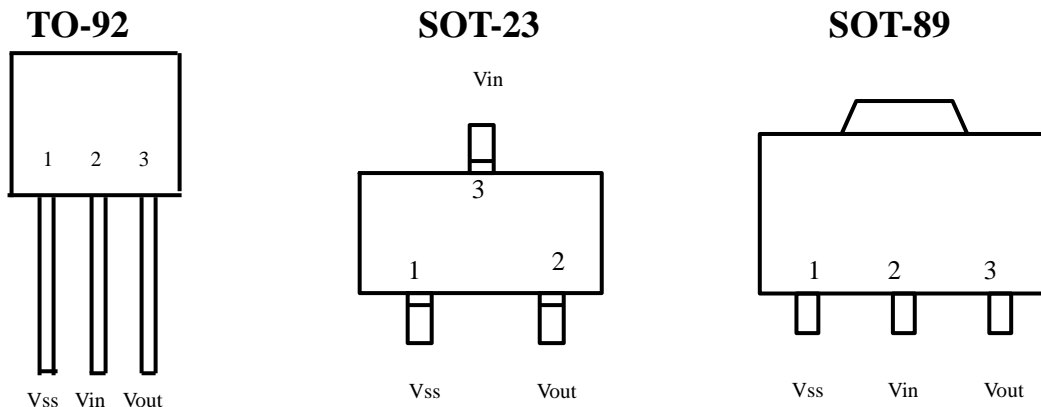 TO-92 SOT-23 SOT-89
Vin
1 2 3
3
1 2
1 2 3
Vss Vin Vout
Vss Vout
Vss Vin Vout